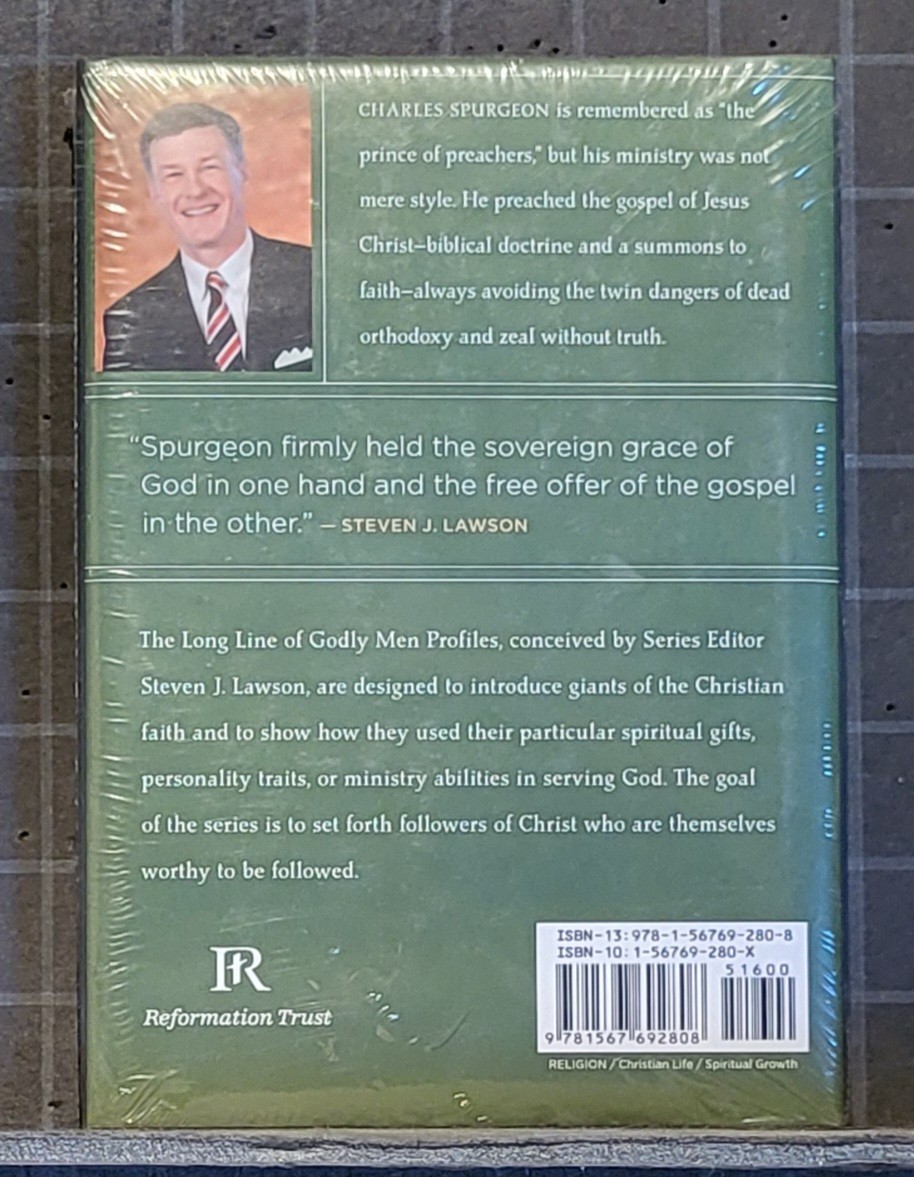 CHARLES SPURGEON is remembered as "the
prince of preachers," but his ministry was not
mere style. He preached the gospel of Jesus
Christ–biblical doctrine and a summons to
faith–always avoiding the twin dangers of dead
orthodoxy and zeal without truth.
“Spurgeon firmly held the sovereign grace of
God in one hand and the free offer of the gospel
in the other.” — STEVEN J. LAWSON
The Long Line of Godly Men Profiles, conceived by Series Editor
Steven J. Lawson, are designed to introduce giants of the Christian
faith and to show how they used their particular spiritual gifts,
personality traits, or ministry abilities in serving God. The goal
of the series is to set forth followers of Christ who are themselves
worthy to be followed.
RT
Reformation Trust
ISBN-13: 978-1-56769-280-8
ISBN-10: 1-56769-280-X
51600
9 781567 692808
RELIGION / Christian Life / Spiritual Growth